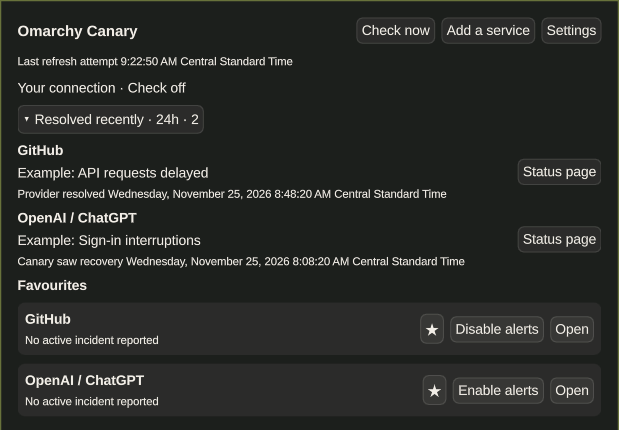 Omarchy Canary
Check now
Add a service
Settings
Last refresh attempt 9:22:50 AM Central Standard Time
Your connection · Check off
▾ Resolved recently · 24h · 2
GitHub
Example: API requests delayed
Status page
Provider resolved Wednesday, November 25, 2026 8:48:20 AM Central Standard Time
OpenAI / ChatGPT
Example: Sign-in interruptions
Status page
Canary saw recovery Wednesday, November 25, 2026 8:08:20 AM Central Standard Time
Favourites
GitHub
No active incident reported
★
Disable alerts
Open
OpenAI / ChatGPT
No active incident reported
★
Enable alerts
Open